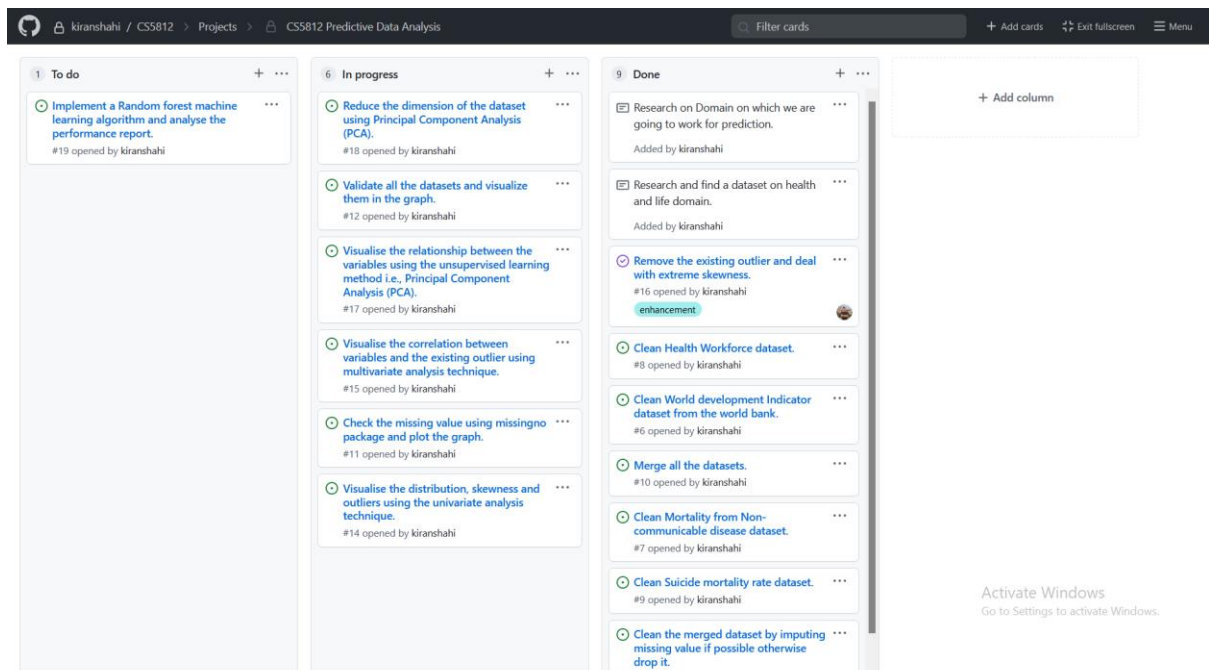 kiranshahi / CS5812 > Projects > CS5812 Predictive Data Analysis
Filter cards
+ Add cards
Exit fullscreen
Menu
1 To do
+ ...
Implement a Random forest machine
learning algorithm and analyse the
performance report.
#19 opened by kiranshahi
6 In progress
+ ...
Reduce the dimension of the dataset
using Principal Component Analysis
(PCA).
#18 opened by kiranshahi
Validate all the datasets and visualize
them in the graph.
#12 opened by kiranshahi
Visualise the relationship between the
variables using the unsupervised learning
method i.e., Principal Component
Analysis (PCA).
#17 opened by kiranshahi
Visualise the correlation between
variables and the existing outlier using
multivariate analysis technique.
#15 opened by kiranshahi
Check the missing value using missingno
package and plot the graph.
#11 opened by kiranshahi
Visualise the distribution, skewness and
outliers using the univariate analysis
technique.
#14 opened by kiranshahi
9 Done
+ ...
Research on Domain on which we are
going to work for prediction.
Added by kiranshahi
Research and find a dataset on health
and life domain.
Added by kiranshahi
Remove the existing outlier and deal
with extreme skewness.
#16 opened by kiranshahi
enhancement
Clean Health Workforce dataset.
#8 opened by kiranshahi
Clean World development Indicator
dataset from the world bank.
#6 opened by kiranshahi
Merge all the datasets.
#10 opened by kiranshahi
Clean Mortality from Non-
communicable disease dataset.
#7 opened by kiranshahi
Clean Suicide mortality rate dataset.
#9 opened by kiranshahi
Clean the merged dataset by imputing
missing value if possible otherwise
drop it.
+ Add column
Activate Windows
Go to Settings to activate Windows.